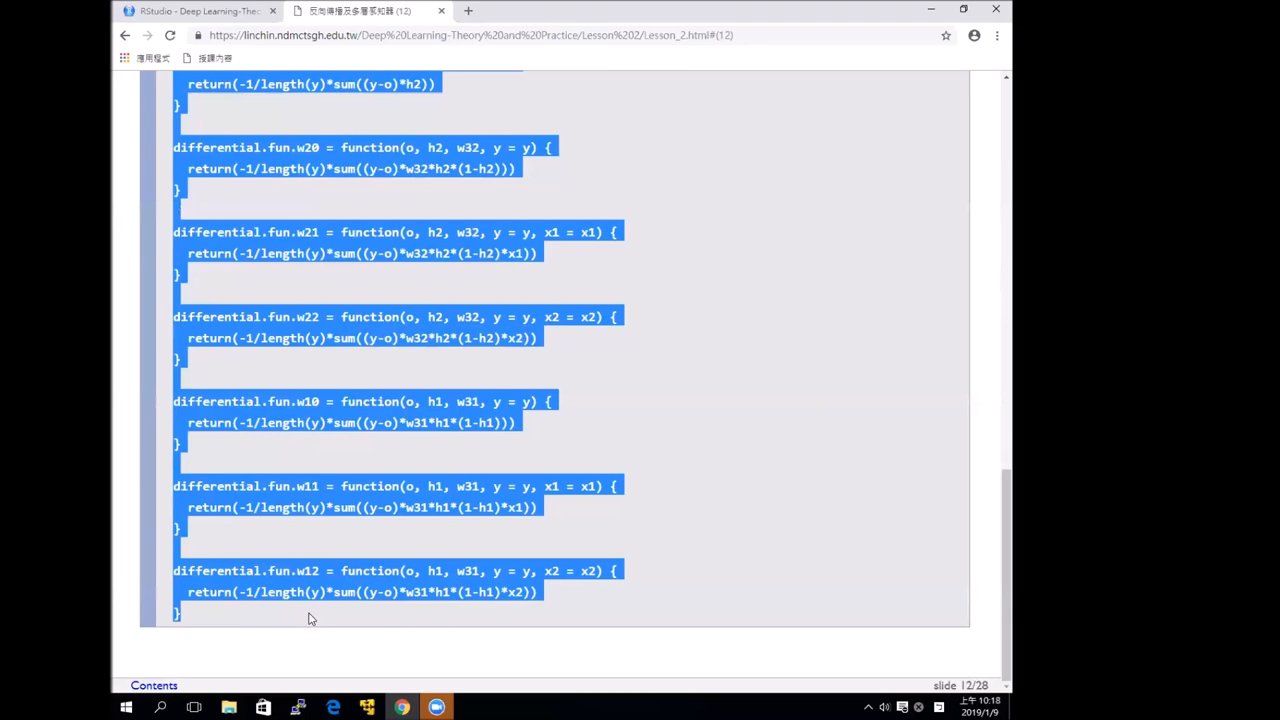 RStudio - Deep Learning-Theo
反向傳播及多層感知器 (12)
https://linchin.ndmctsgh.edu.tw/Deep%20Learning-Theory%20and%20Practice/Lesson%202/Lesson_2.html#(12)
應用程式
授課內容
return(-1/length(y)*sum((y-o)*h2))
}
differential.fun.w20 = function(o, h2, w32, y = y) {
return(-1/length(y)*sum((y-o)*w32*h2*(1-h2)))
}
differential.fun.w21 = function(o, h2, w32, y = y, x1 = x1) {
return(-1/length(y)*sum((y-o)*w32*h2*(1-h2)*x1))
}
differential.fun.w22 = function(o, h2, w32, y = y, x2 = x2) {
return(-1/length(y)*sum((y-o)*w32*h2*(1-h2)*x2))
}
differential.fun.w10 = function(o, h1, w31, y = y) {
return(-1/length(y)*sum((y-o)*w31*h1*(1-h1)))
}
differential.fun.w11 = function(o, h1, w31, y = y, x1 = x1) {
return(-1/length(y)*sum((y-o)*w31*h1*(1-h1)*x1))
}
differential.fun.w12 = function(o, h1, w31, y = y, x2 = x2) {
return(-1/length(y)*sum((y-o)*w31*h1*(1-h1)*x2))
}
Contents
slide 12/28
上午 10:18
2019/1/9